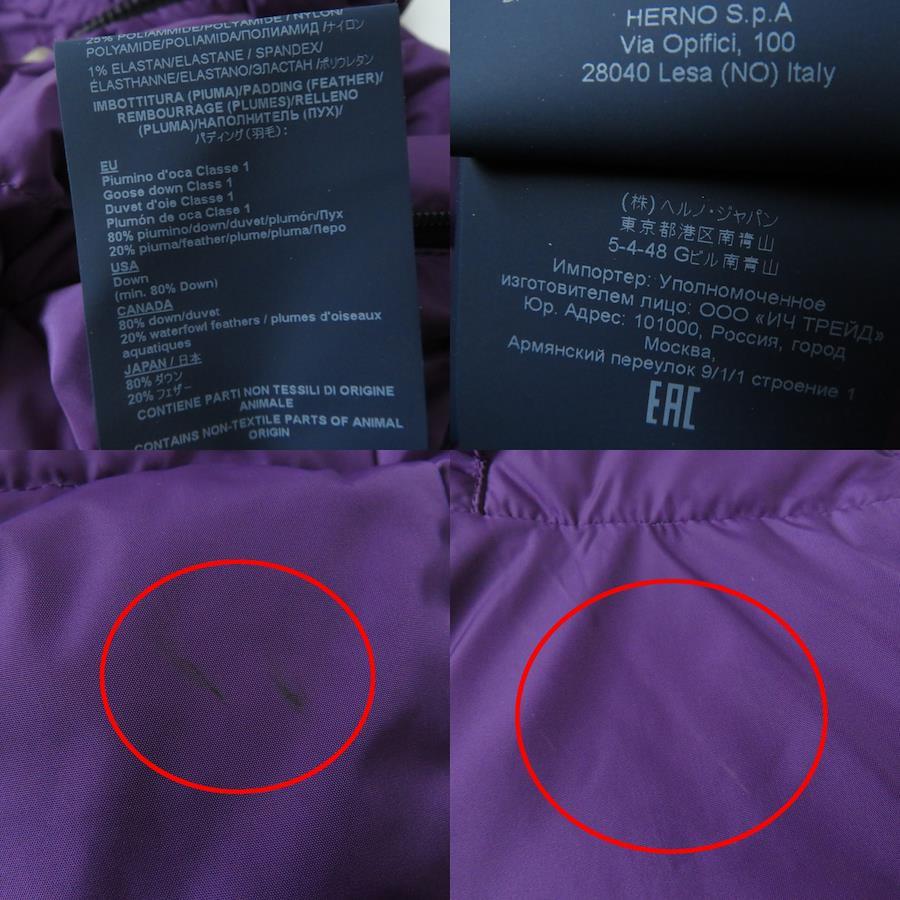 25% POLIAMMIDE/POLYAMIDE/NYLON/
POLYAMIDE/POLIAMIDA/ПОЛИАМИД /ナイロン
1% ELASTAN/ELASTANE / SPANDEX/
ÉLASTHANNE/ELASTANO/ЭЛАСТАН /ポリウレタン
IMBOTTITURA (PIUMA)/PADDING (FEATHER)/
REMBOURRAGE (PLUMES)/RELLENO
(PLUMA)/НАПОЛНИТЕЛЬ (ПУХ)/
パディング(羽毛):
EU
Piumino d'oca Classe 1
Goose down Class 1
Duvet d'oie Classe 1
Plumón de oca Clase 1
80% piumino/down/duvet/plumón/Пух
20% piuma/feather/plume/pluma/Перо
USA
Down
(min. 80% Down)
CANADA
80% down/duvet
20% waterfowl feathers / plumes d'oiseaux
aquatiques
JAPAN / 日本
80% ダウン
20% フェザー
CONTIENE PARTI NON TESSILI DI ORIGINE
ANIMALE
CONTAINS NON-TEXTILE PARTS OF ANIMAL
ORIGIN
HERNO S.p.A
Via Opifici, 100
28040 Lesa (NO) Italy
(株)ヘルノ・ジャパン
東京都港区南青山
5-4-48 Gビル南青山
Импортер: Уполномоченное
изготовителем лицо: ООО «ИЧ ТРЕЙД»
Юр. Адрес: 101000, Россия, город
Москва,
Армянский переулок 9/1/1 строение 1
EAC